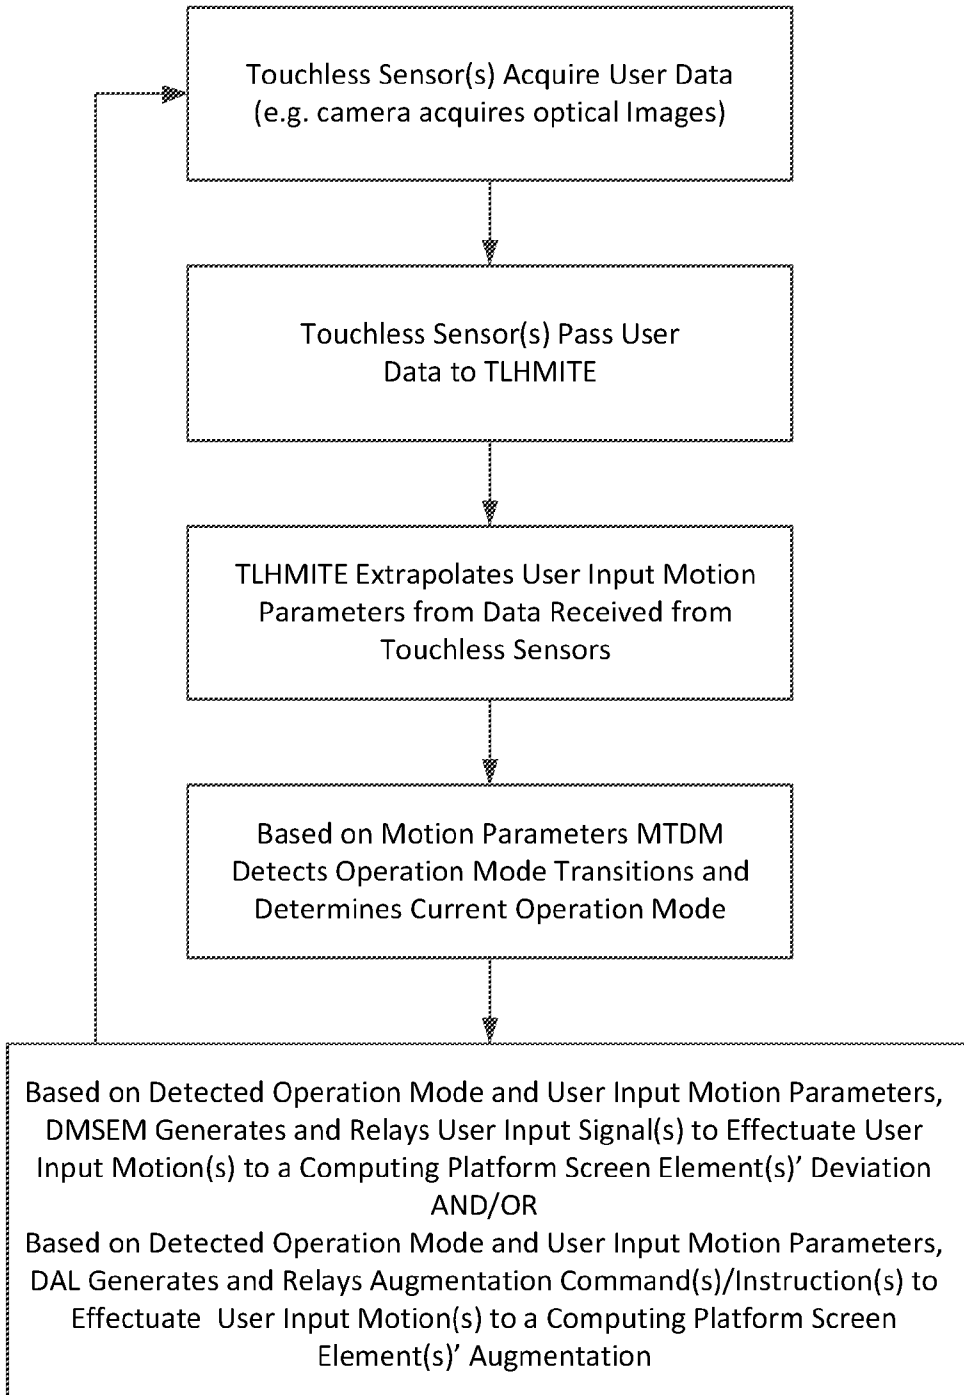 Touchless Sensor(s) Acquire User Data
(e.g. camera acquires optical Images)
Touchless Sensor(s) Pass User
Data to TLHMITE
TLHMITE Extrapolates User Input Motion
Parameters from Data Received from
Touchless Sensors
Based on Motion Parameters MTDM
Detects Operation Mode Transitions and
Determines Current Operation Mode
Based on Detected Operation Mode and User Input Motion Parameters,
DMSEM Generates and Relays User Input Signal(s) to Effectuate User
Input Motion(s) to a Computing Platform Screen Element(s)’ Deviation
AND/OR
Based on Detected Operation Mode and User Input Motion Parameters,
DAL Generates and Relays Augmentation Command(s)/Instruction(s) to
Effectuate  User Input Motion(s) to a Computing Platform Screen
Element(s)’ Augmentation